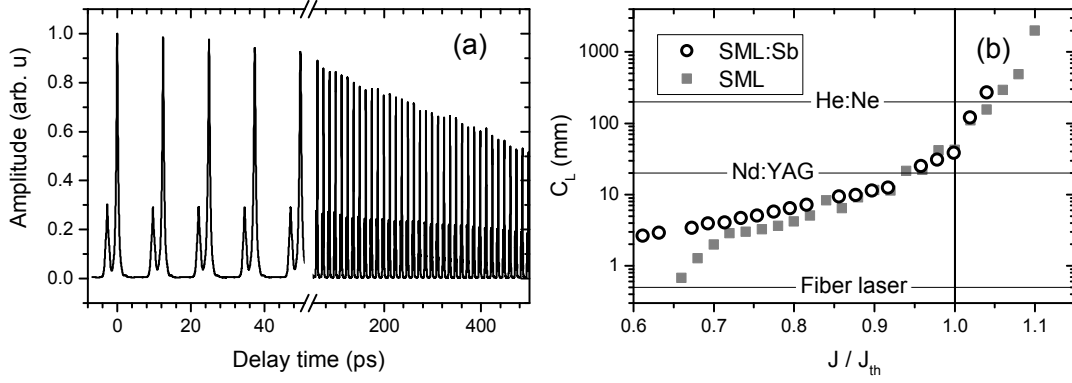 (a)
Amplitude (arb. u)
1.0
0.8
0.6
0.4
0.2
0.0
0 20 40 200 400
Delay time (ps)
(b)
SML:Sb
SML
He:Ne
Nd:YAG
Fiber laser
C_L (mm)
1000
100
10
1
0.6 0.7 0.8 0.9 1.0 1.1
J / J_th